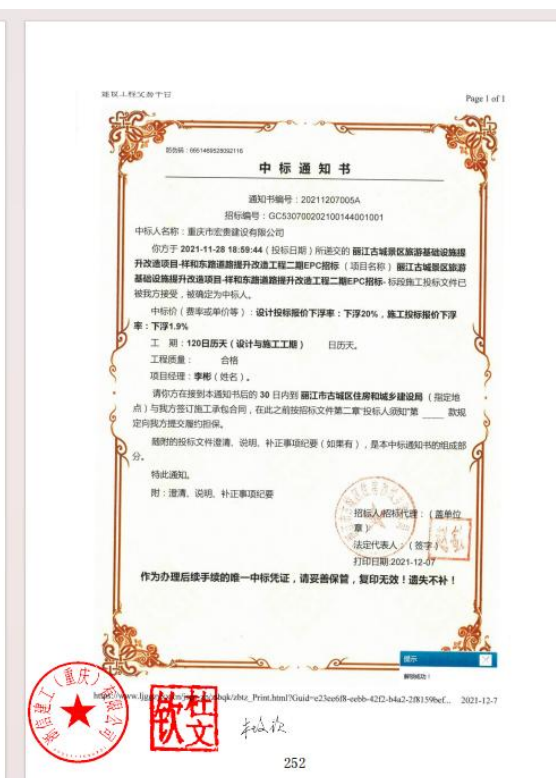 建设工程交易平台
Page 1 of 1
防伪码：6651469528092116
中 标 通 知 书
通知书编号：20211207005A
招标编号：GC530700202100144001001
中标人名称：重庆市宏贵建设有限公司
你方于 2021-11-28 18:59:44（投标日期）所递交的 丽江古城景区旅游基础设施提
升改造项目-祥和东路道路提升改造工程二期EPC招标（项目名称）丽江古城景区旅游
基础设施提升改造项目-祥和东路道路提升改造工程二期EPC招标- 标段施工投标文件已
被我方接受，被确定为中标人。
中标价（费率或单价等）：设计投标报价下浮率：下浮20%，施工投标报价下浮
率：下浮1.9%
工　期：120日历天（设计与施工工期）　日历天。
工程质量：　合格
项目经理：李彬（姓名）。
请你方在接到本通知书后的 30 日内到 丽江市古城区住房和城乡建设局（指定地
点）与我方签订施工承包合同，在此之前按招标文件第二章“投标人须知”第 ____ 款规
定向我方提交履约担保。
随附的投标文件澄清、说明、补正事项纪要（如果有），是本中标通知书的组成部
分。
特此通知。
附：澄清、说明、补正事项纪要
招标人/招标代理：（盖单位
章）
法定代表人：（签字）
打印日期:2021-12-07
作为办理后续手续的唯一中标凭证，请妥善保管，复印无效！遗失不补！
提示
解锁成功！
2021-12-7
建工（重庆）有限公司
杜文
钦
252